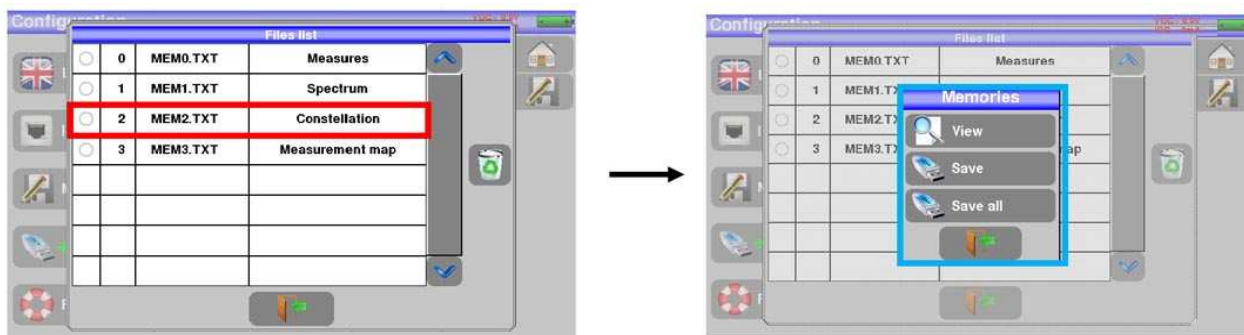 Configuration
Files list
0 MEM0.TXT Measures
1 MEM1.TXT Spectrum
2 MEM2.TXT Constellation
3 MEM3.TXT Measurement map
Configuration
Files list
0 MEM0.TXT Measures
1 MEM1.TX
2 MEM2.T
3 MEM3.TX ap
Memories
View
Save
Save all